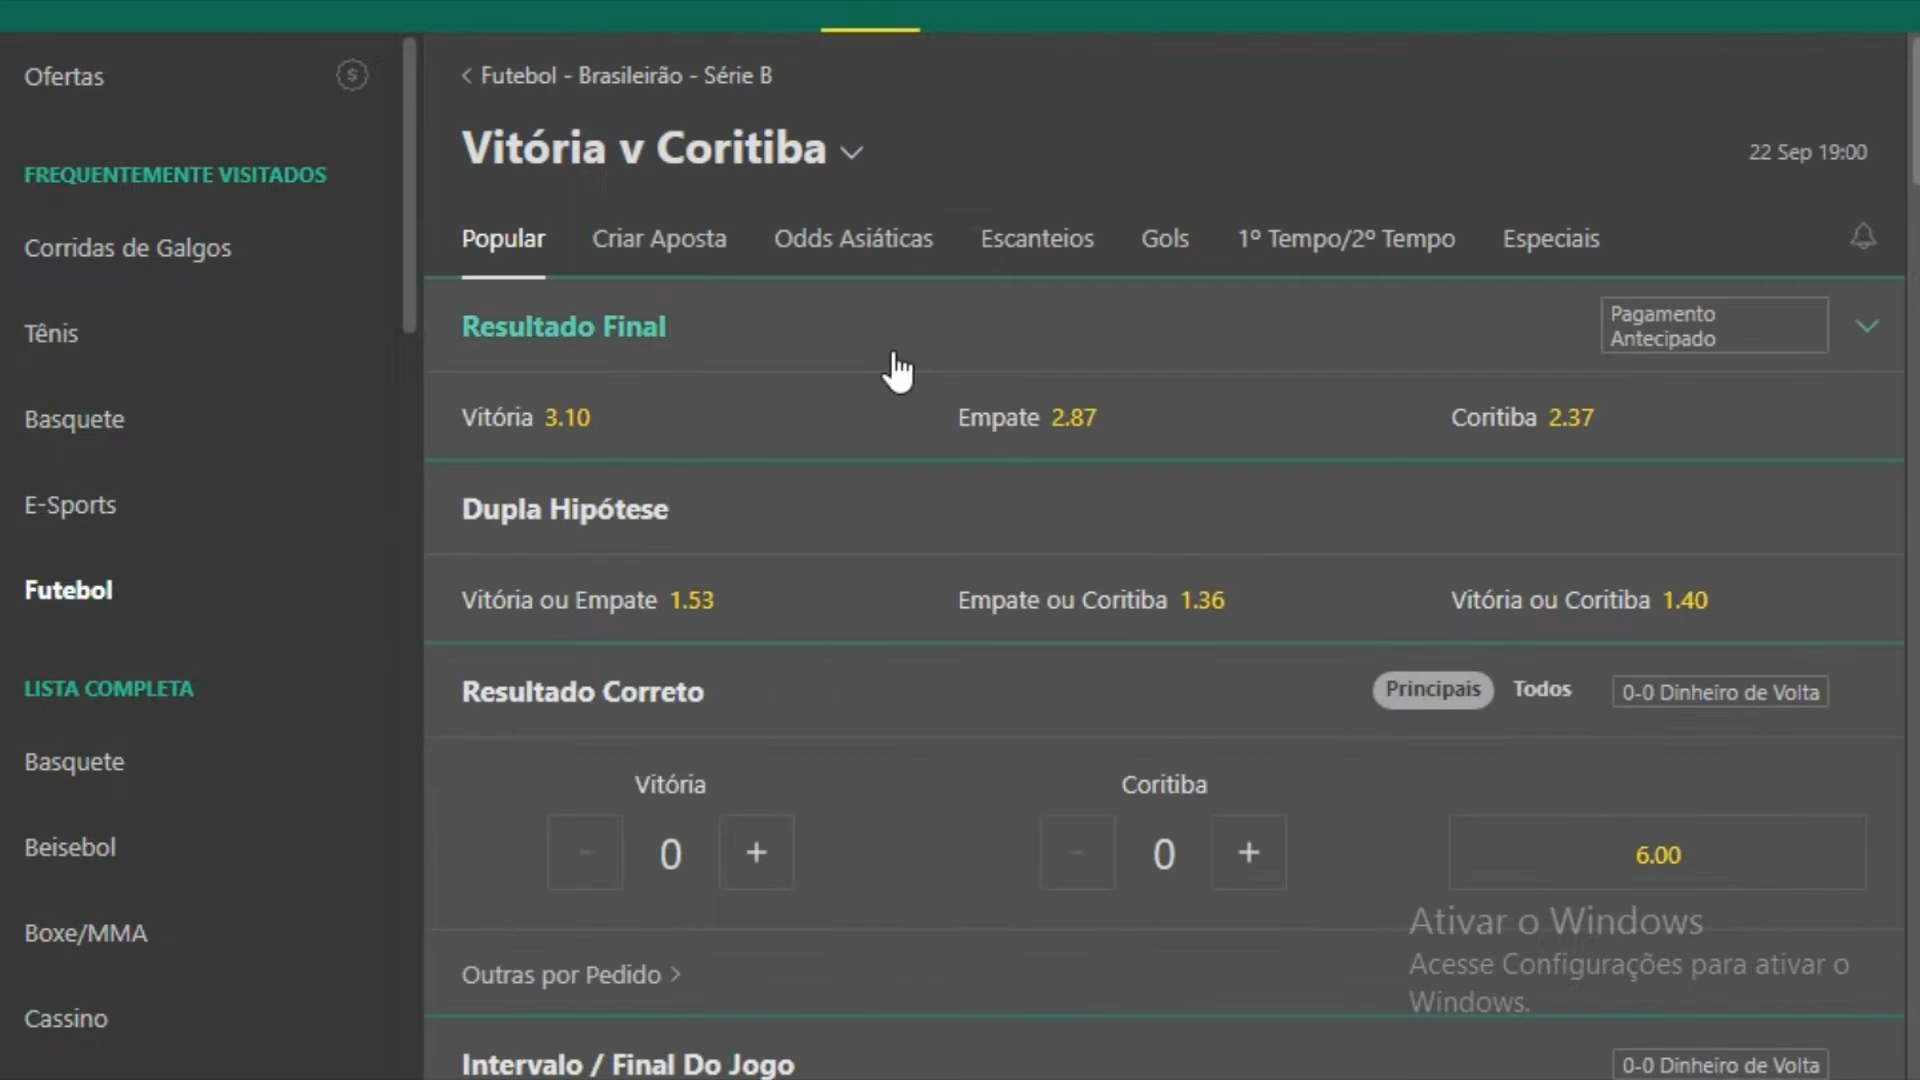 Ofertas
FREQUENTEMENTE VISITADOS
Corridas de Galgos
Tênis
Basquete
E-Sports
Futebol
LISTA COMPLETA
Basquete
Beisebol
Boxe/MMA
Cassino
< Futebol - Brasileirão - Série B
Vitória v Coritiba
22 Sep 19:00
Popular Criar Aposta Odds Asiáticas Escanteios Gols 1º Tempo/2º Tempo Especiais
Resultado Final
Pagamento
Antecipado
Vitória 3.10 Empate 2.87 Coritiba 2.37
Dupla Hipótese
Vitória ou Empate 1.53 Empate ou Coritiba 1.36 Vitória ou Coritiba 1.40
Resultado Correto Principais Todos 0-0 Dinheiro de Volta
Vitória Coritiba
- 0 + - 0 + 6.00
Outras por Pedido >
Ativar o Windows
Acesse Configurações para ativar o
Windows.
Intervalo / Final Do Jogo 0-0 Dinheiro de Volta